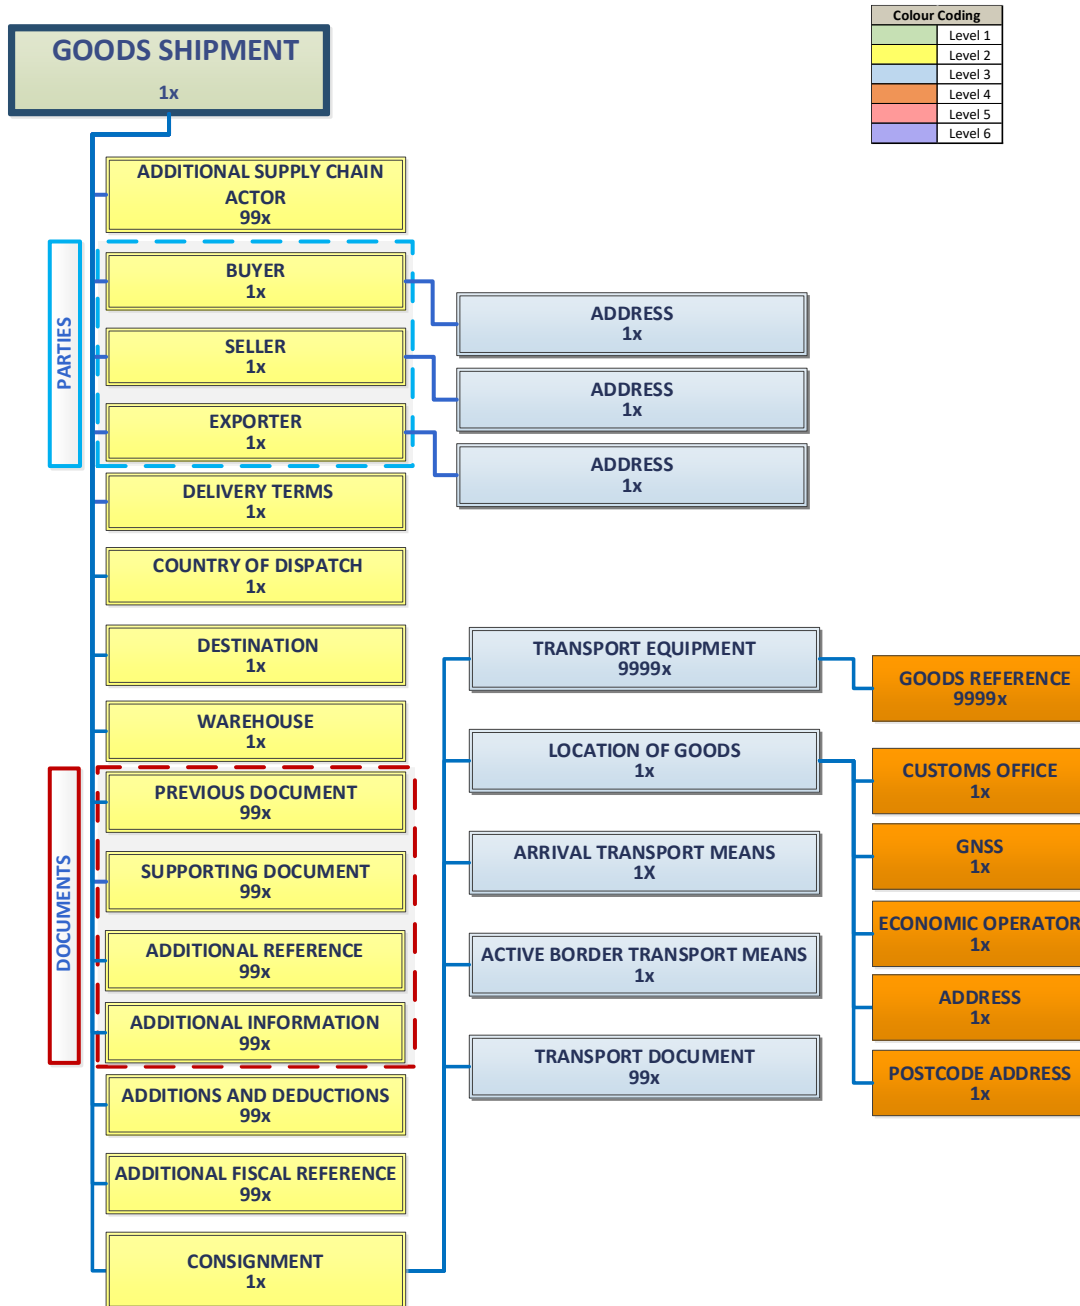 GOODS SHIPMENT
1x
Colour Coding
Level 1
Level 2
Level 3
Level 4
Level 5
Level 6
ADDITIONAL SUPPLY CHAIN
ACTOR
99x
PARTIES
BUYER
1x
ADDRESS
1x
SELLER
1x
ADDRESS
1x
EXPORTER
1x
ADDRESS
1x
DELIVERY TERMS
1x
COUNTRY OF DISPATCH
1x
DESTINATION
1x
WAREHOUSE
1x
DOCUMENTS
PREVIOUS DOCUMENT
99x
SUPPORTING DOCUMENT
99x
ADDITIONAL REFERENCE
99x
ADDITIONAL INFORMATION
99x
ADDITIONS AND DEDUCTIONS
99x
ADDITIONAL FISCAL REFERENCE
99x
CONSIGNMENT
1x
TRANSPORT EQUIPMENT
9999x
GOODS REFERENCE
9999x
LOCATION OF GOODS
1x
CUSTOMS OFFICE
1x
GNSS
1x
ECONOMIC OPERATOR
1x
ADDRESS
1x
POSTCODE ADDRESS
1x
ARRIVAL TRANSPORT MEANS
1X
ACTIVE BORDER TRANSPORT MEANS
1x
TRANSPORT DOCUMENT
99x